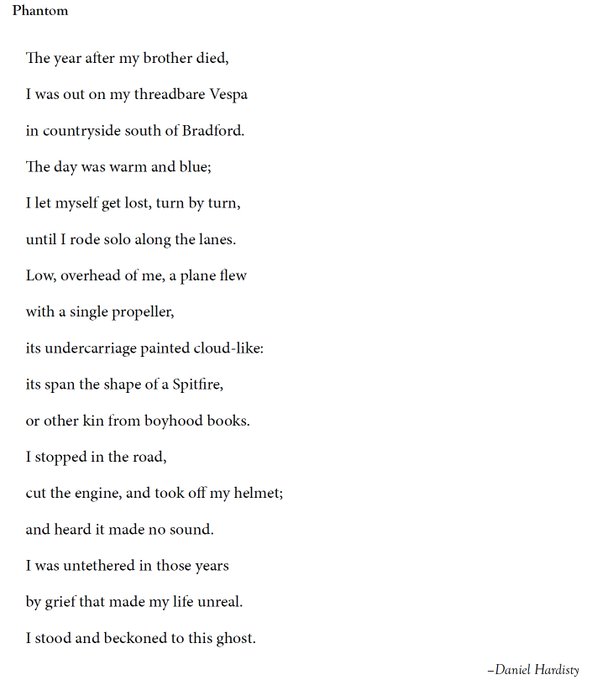 Phantom
The year after my brother died,
I was out on my threadbare Vespa
in countryside south of Bradford.
The day was warm and blue;
I let myself get lost, turn by turn,
until I rode solo along the lanes.
Low, overhead of me, a plane flew
with a single propeller,
its undercarriage painted cloud-like:
its span the shape of a Spitfire,
or other kin from boyhood books.
I stopped in the road,
cut the engine, and took off my helmet;
and heard it made no sound.
I was untethered in those years
by grief that made my life unreal.
I stood and beckoned to this ghost.
–Daniel Hardisty